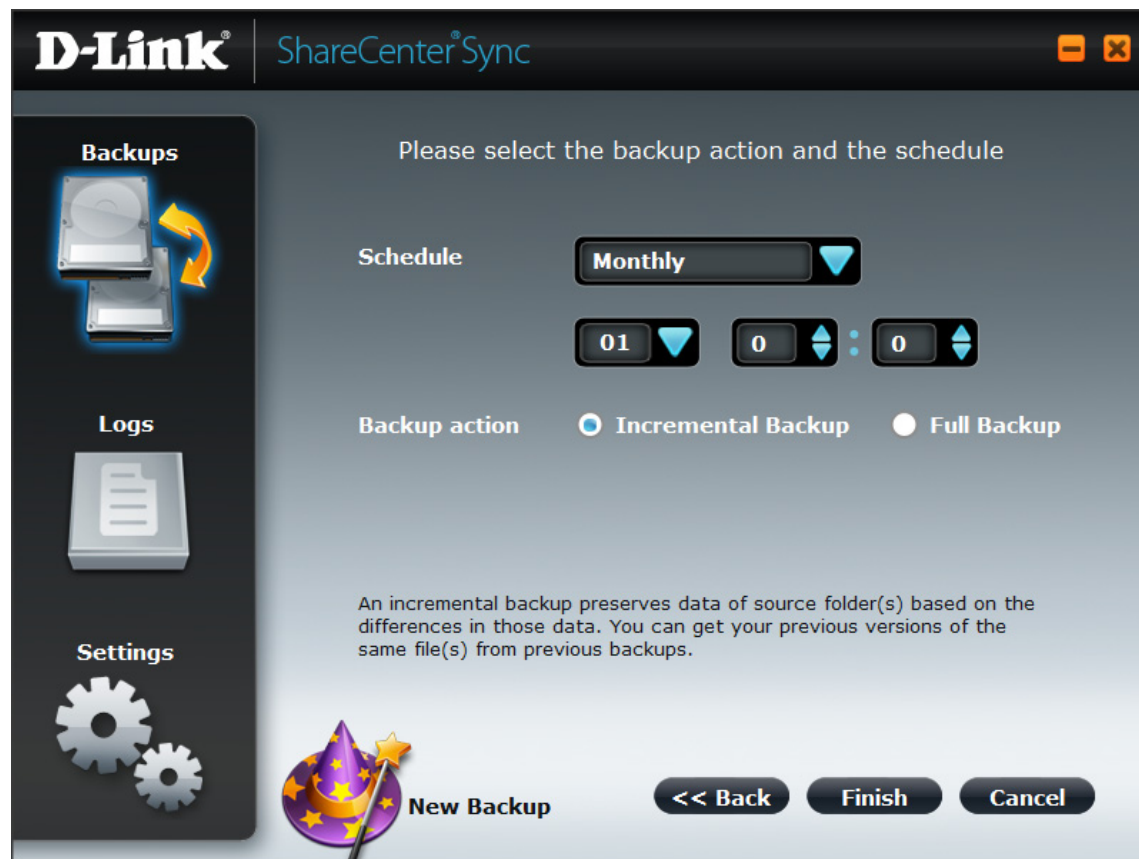 D-Link®
ShareCenter®Sync
Backups
Logs
Settings
Please select the backup action and the schedule
Schedule
Monthly
01 0 : 0
Backup action Incremental Backup Full Backup
An incremental backup preserves data of source folder(s) based on the
differences in those data. You can get your previous versions of the
same file(s) from previous backups.
New Backup
<< Back Finish Cancel